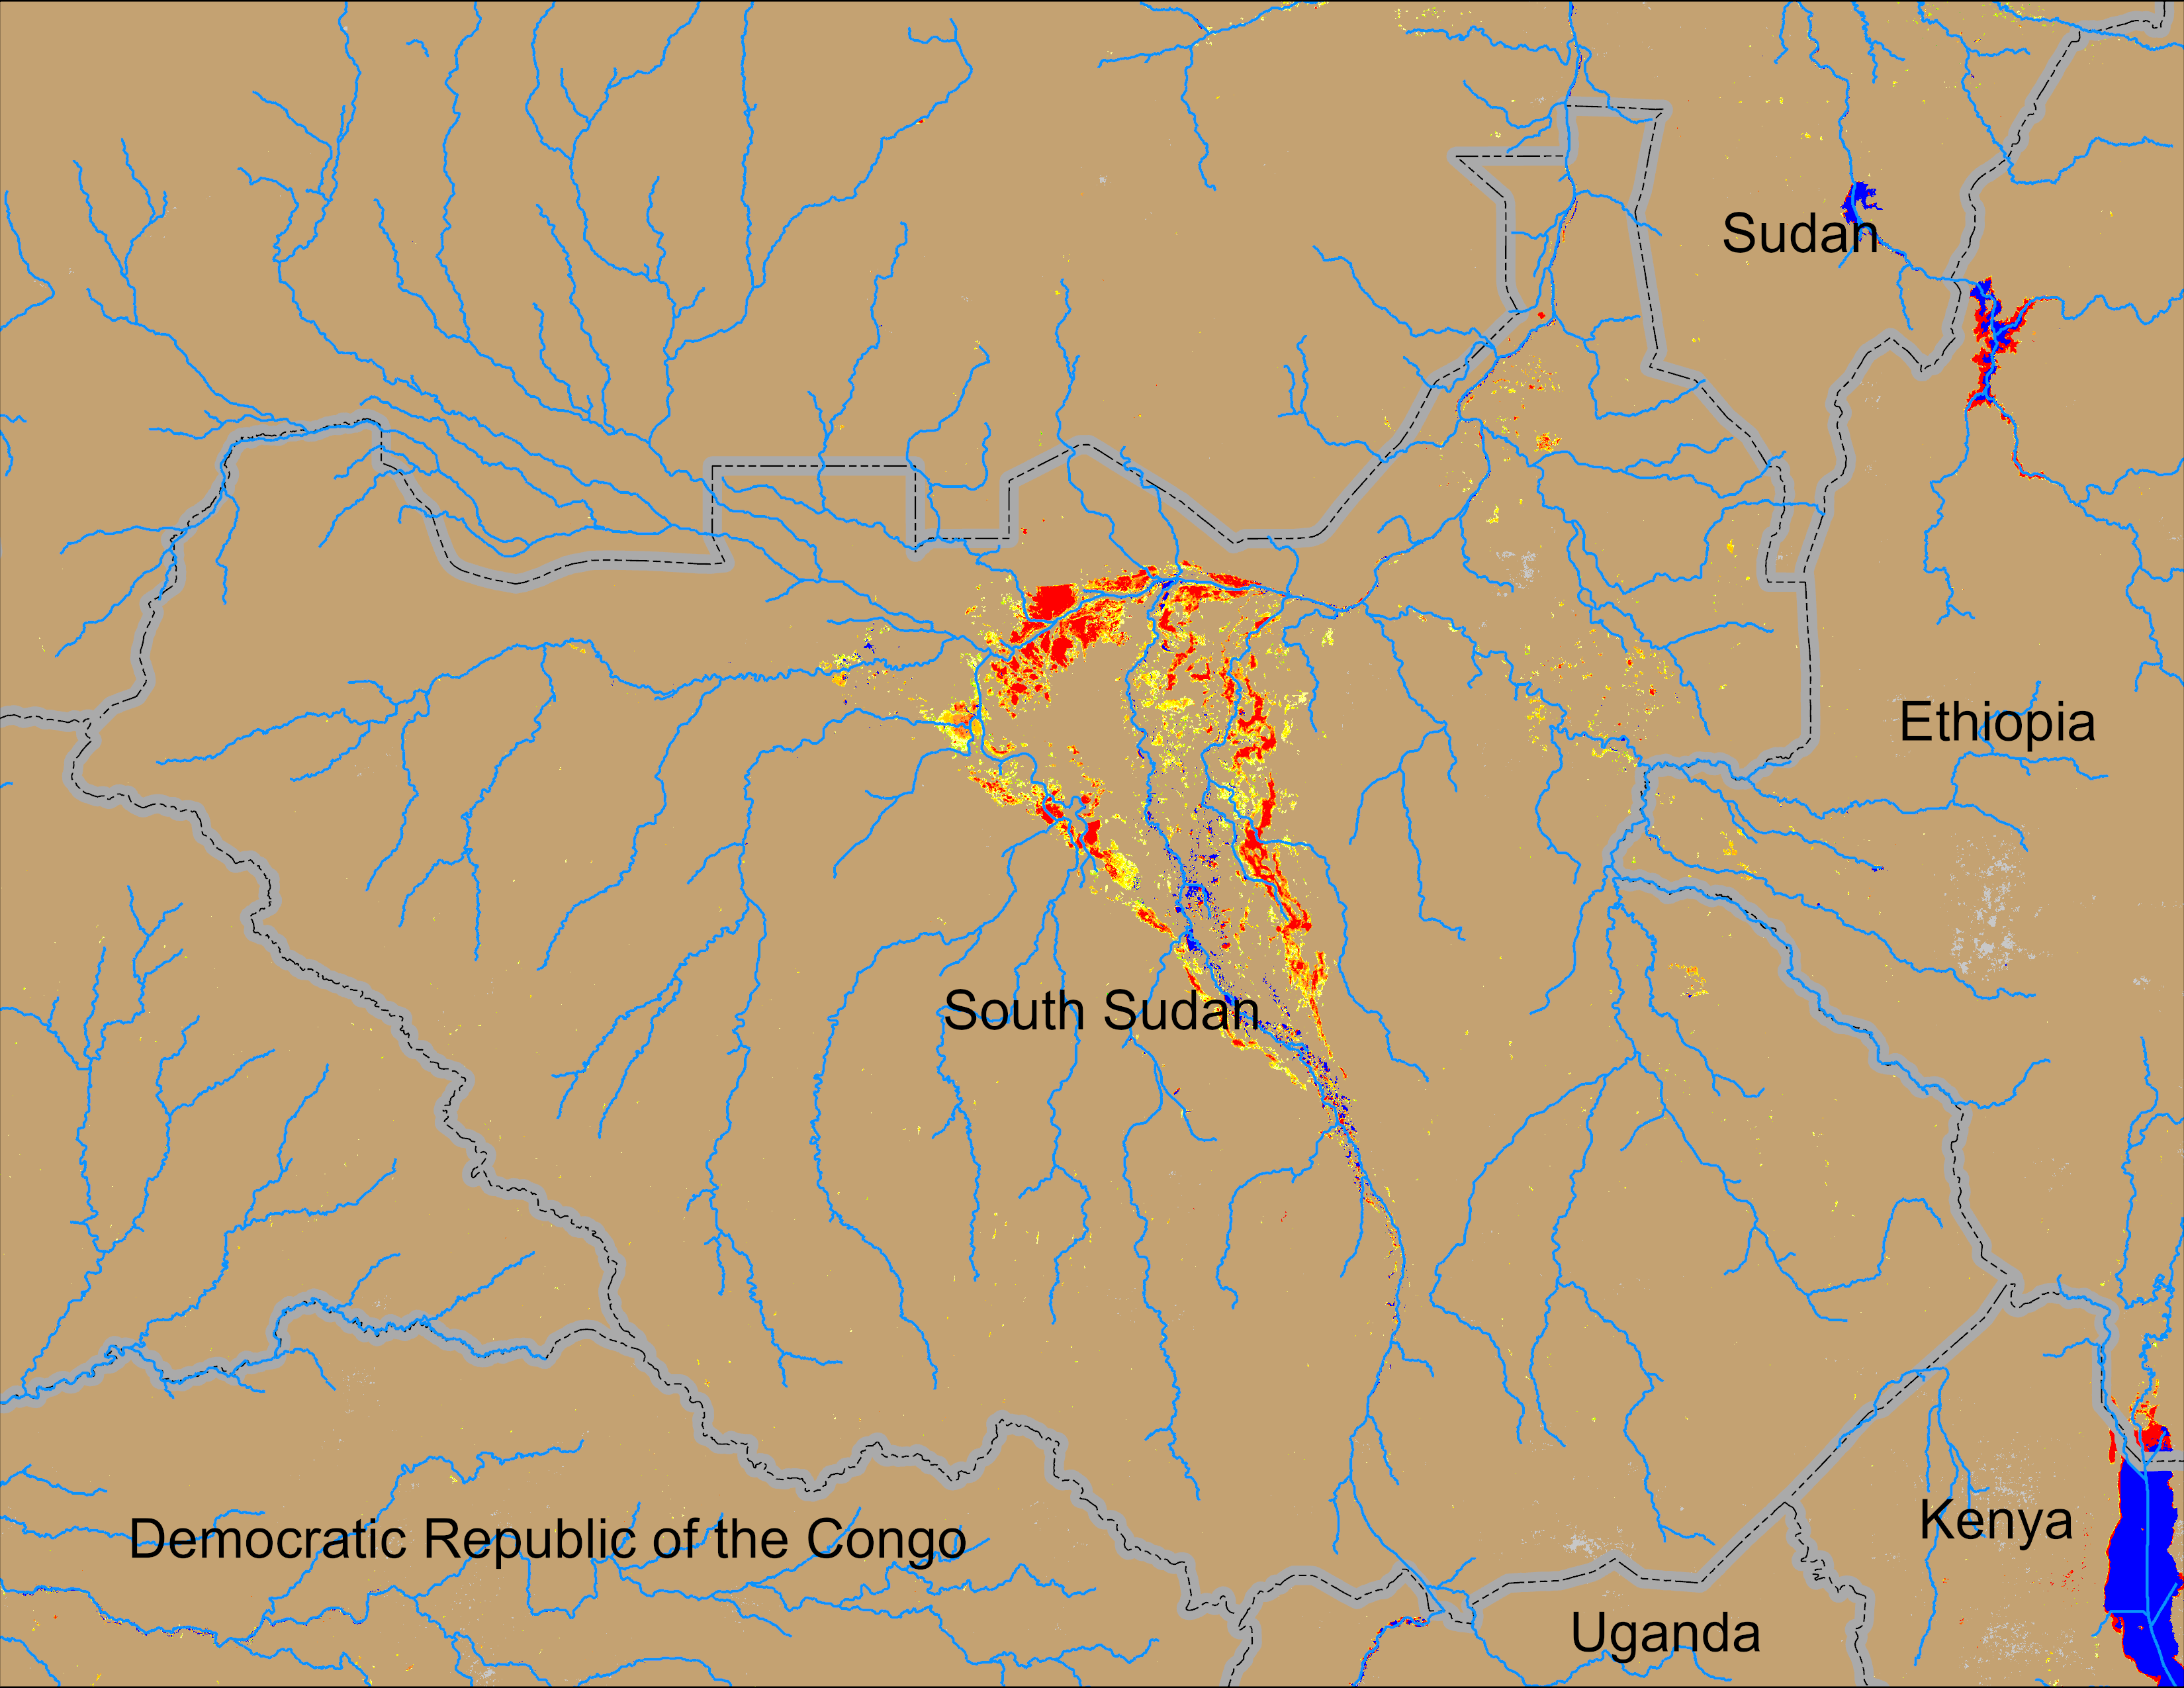 Sudan
Ethiopia
South Sudan
Kenya
Democratic Republic of the Congo
Uganda